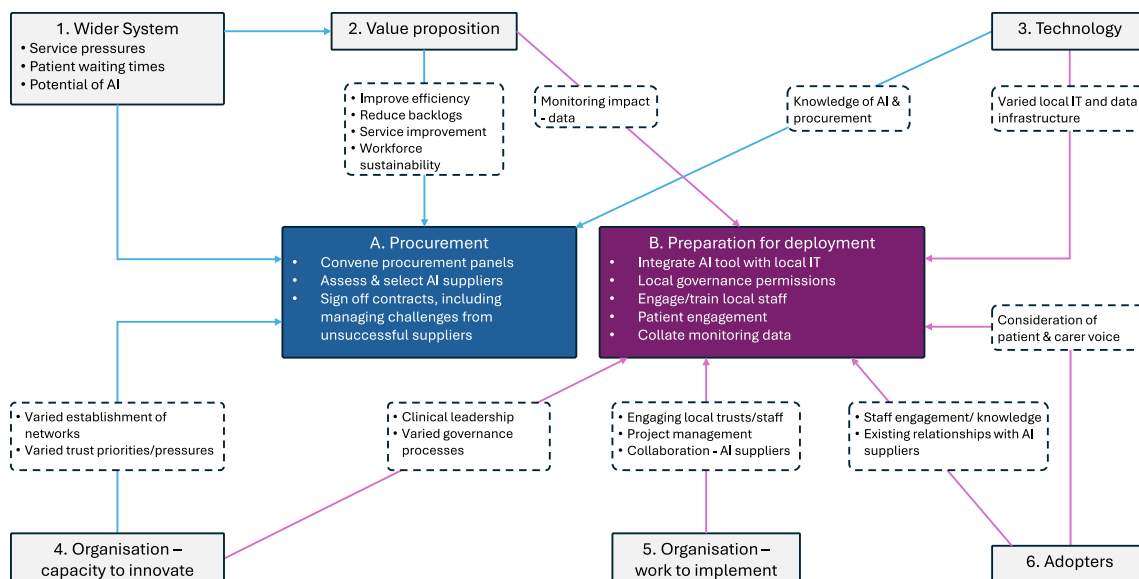 1. Wider System
• Service pressures
• Patient waiting times
• Potential of AI
2. Value proposition
3. Technology
• Improve efficiency
• Reduce backlogs
• Service improvement
• Workforce
sustainability
Monitoring impact
- data
Knowledge of AI &
procurement
Varied local IT and data
infrastructure
A. Procurement
• Convene procurement panels
• Assess & select AI suppliers
• Sign off contracts, including
managing challenges from
unsuccessful suppliers
B. Preparation for deployment
• Integrate AI tool with local IT
• Local governance permissions
• Engage/train local staff
• Patient engagement
• Collate monitoring data
Consideration of
patient & carer voice
• Varied establishment of
networks
• Varied trust priorities/pressures
• Clinical leadership
• Varied governance
processes
• Engaging local trusts/staff
• Project management
• Collaboration - AI suppliers
• Staff engagement/ knowledge
• Existing relationships with AI
suppliers
4. Organisation –
capacity to innovate
5. Organisation –
work to implement
6. Adopters